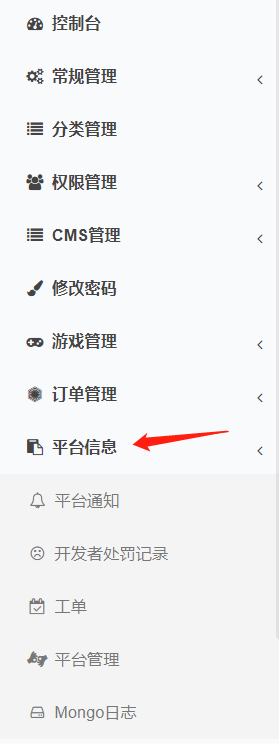 控制台
常规管理
分类管理
权限管理
CMS管理
修改密码
游戏管理
订单管理
平台信息
平台通知
开发者处罚记录
工单
平台管理
Mongo日志